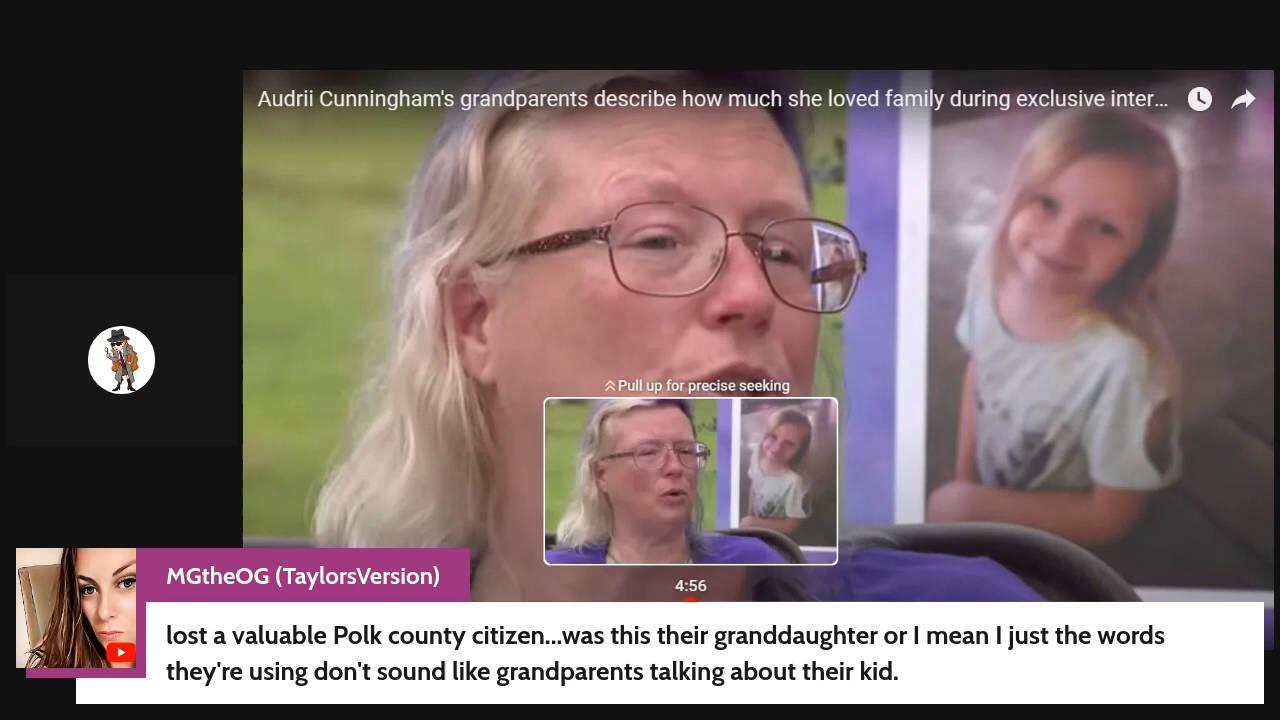 Audrii Cunningham's grandparents describe how much she loved family during exclusive inter...
Pull up for precise seeking
4:56
MGtheOG (TaylorsVersion)
lost a valuable Polk county citizen...was this their granddaughter or I mean I just the words
they're using don't sound like grandparents talking about their kid.